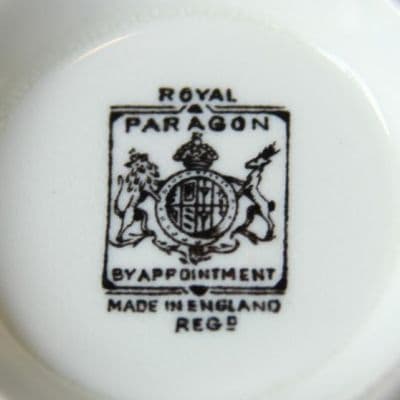 ROYAL
PARAGON
BY APPOINTMENT
MADE IN ENGLAND
REGD